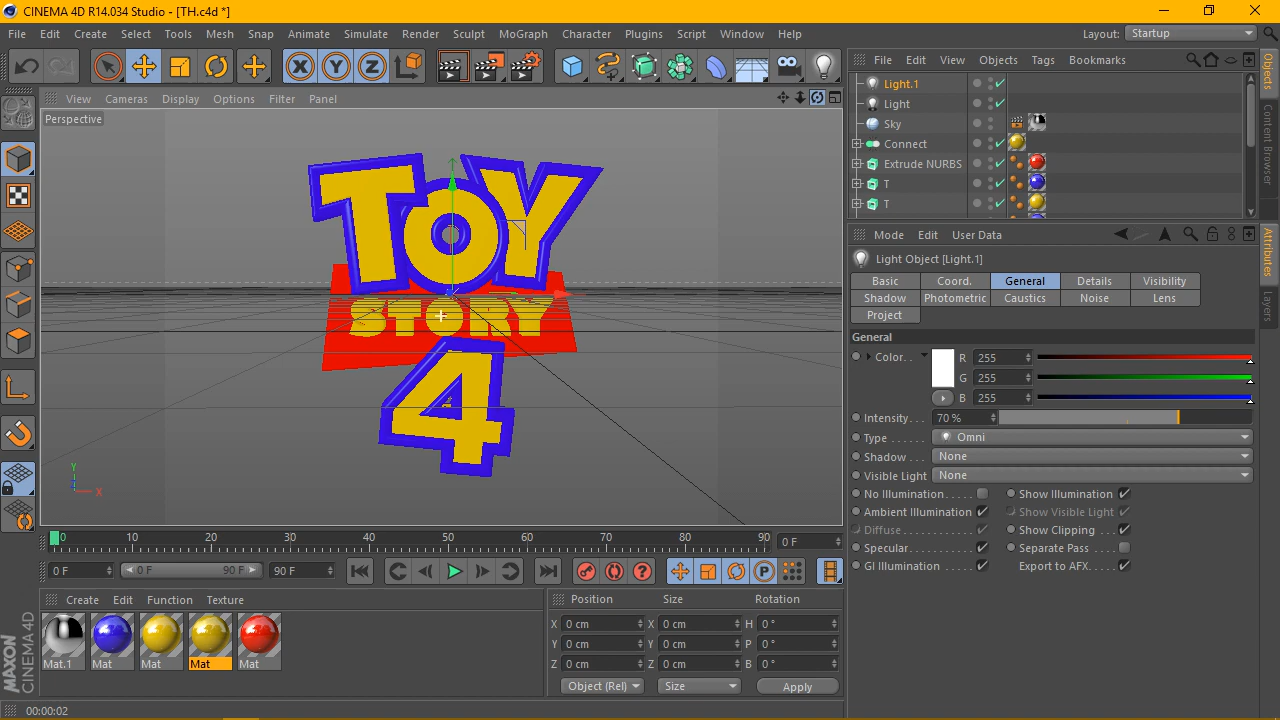 CINEMA 4D R14.034 Studio - [TH.c4d *]
File Edit Create Select Tools Mesh Snap Animate Simulate Render Sculpt MoGraph Character Plugins Script Window Help
Layout: Startup
File Edit View Objects Tags Bookmarks
View Cameras Display Options Filter Panel
Perspective
TOY
STORY
4
Y
X
Light.1
Light
Sky
Connect
Extrude NURBS
T
T
Objects
Content Browser
Attributes
Layers
Mode Edit User Data
Light Object [Light.1]
Basic Coord. General Details Visibility
Shadow Photometric Caustics Noise Lens
Project
General
Color. . R 255
G 255
B 255
Intensity. . . 70 %
Type . . . . . . Omni
Shadow . . . None
Visible Light None
No Illumination. . . . . Show Illumination
Ambient Illumination Show Visible Light
Diffuse. . . . . . . . . . . . Show Clipping . . .
Specular. . . . . . . . . . . Separate Pass . . . .
GI Illumination . . . . . Export to AFX. . . . .
0 10 20 30 40 50 60 70 80 90 0 F
0 F 0 F 90 F 90 F
Create Edit Function Texture
Mat.1 Mat Mat Mat Mat
Position Size Rotation
X 0 cm X 0 cm H 0 °
Y 0 cm Y 0 cm P 0 °
Z 0 cm Z 0 cm B 0 °
Object (Rel) Size Apply
MAXON
CINEMA 4D
00:00:02